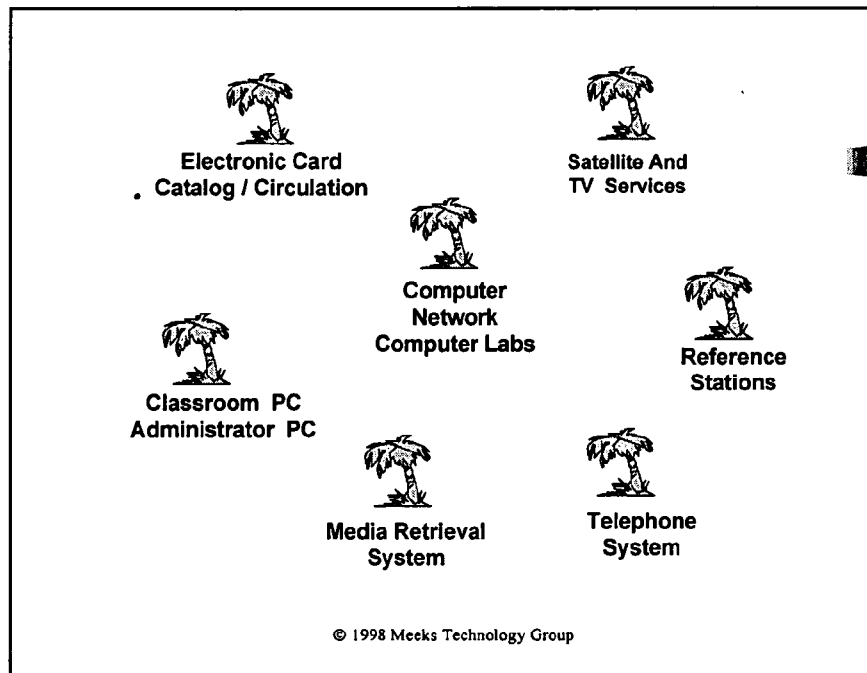 Electronic Card
Catalog / Circulation
Satellite And
TV Services
Computer
Network
Computer Labs
Reference
Stations
Classroom PC
Administrator PC
Media Retrieval
System
Telephone
System
© 1998 Meeks Technology Group